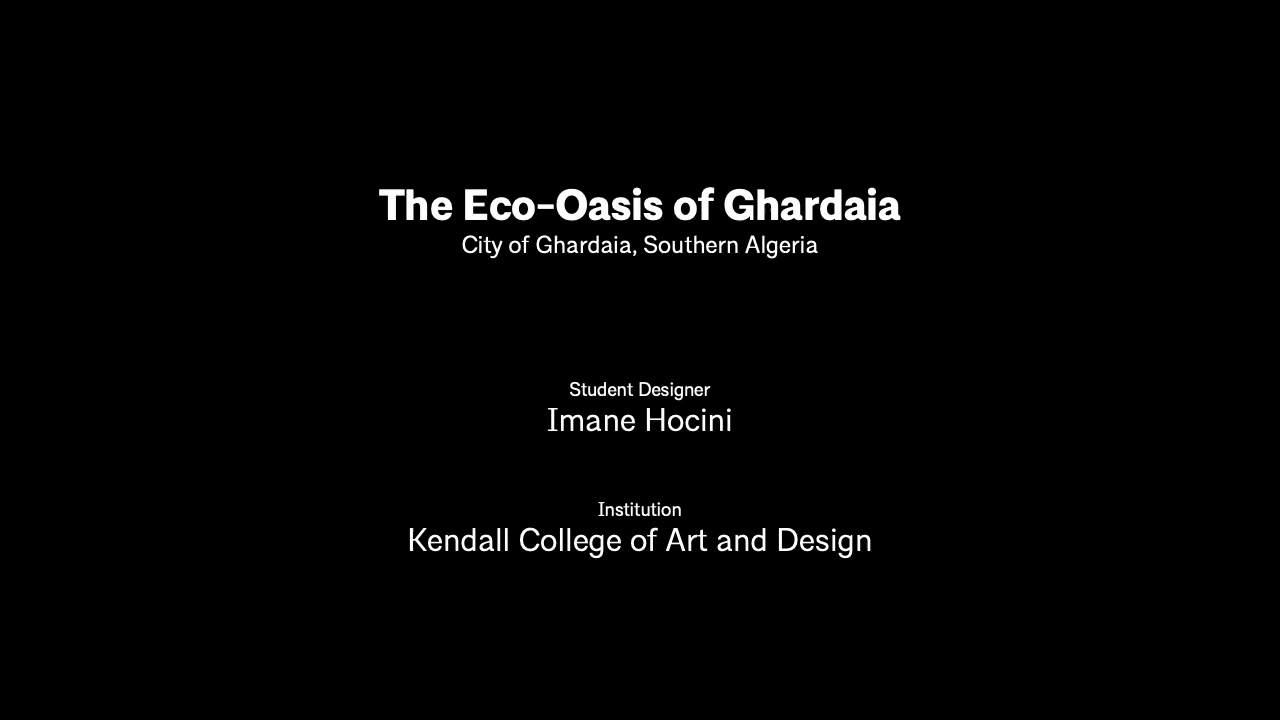 The Eco-Oasis of Ghardaia
City of Ghardaia, Southern Algeria
Student Designer
Imane Hocini
Institution
Kendall College of Art and Design